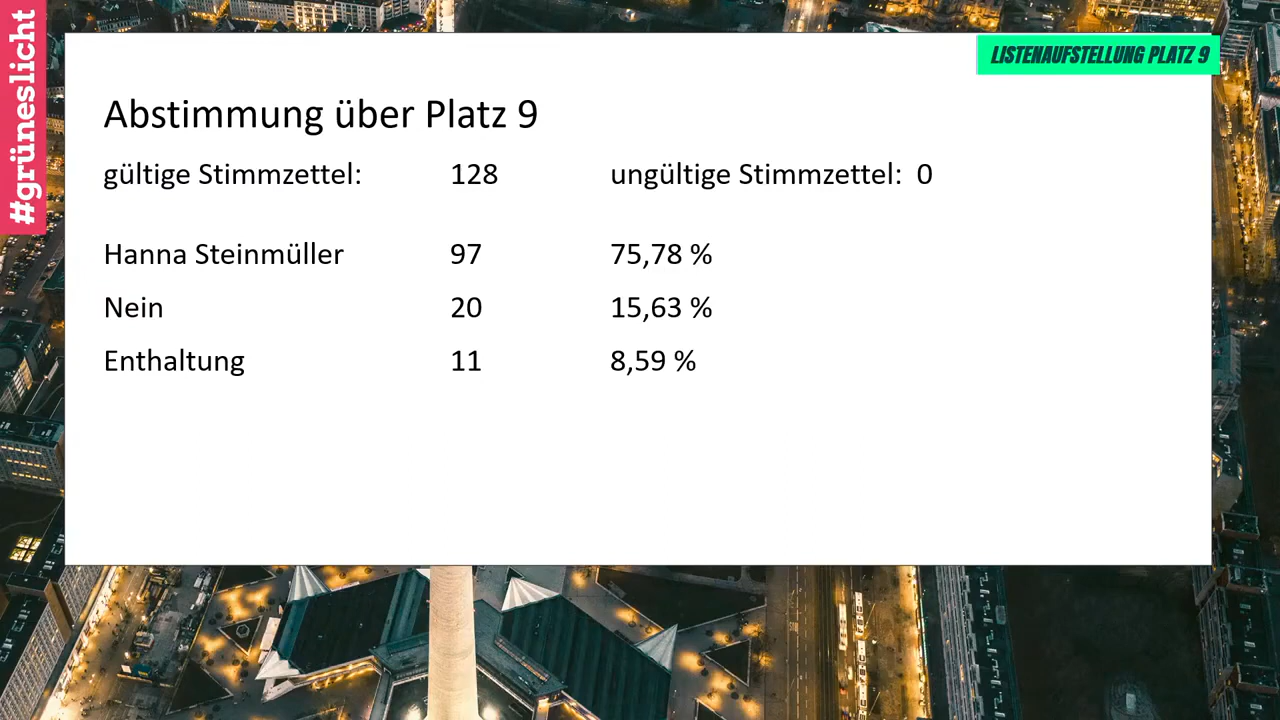 #grüneslicht
LISTENAUFSTELLUNG PLATZ 9
Abstimmung über Platz 9
gültige Stimmzettel: 128 ungültige Stimmzettel: 0
Hanna Steinmüller 97 75,78 %
Nein 20 15,63 %
Enthaltung 11 8,59 %